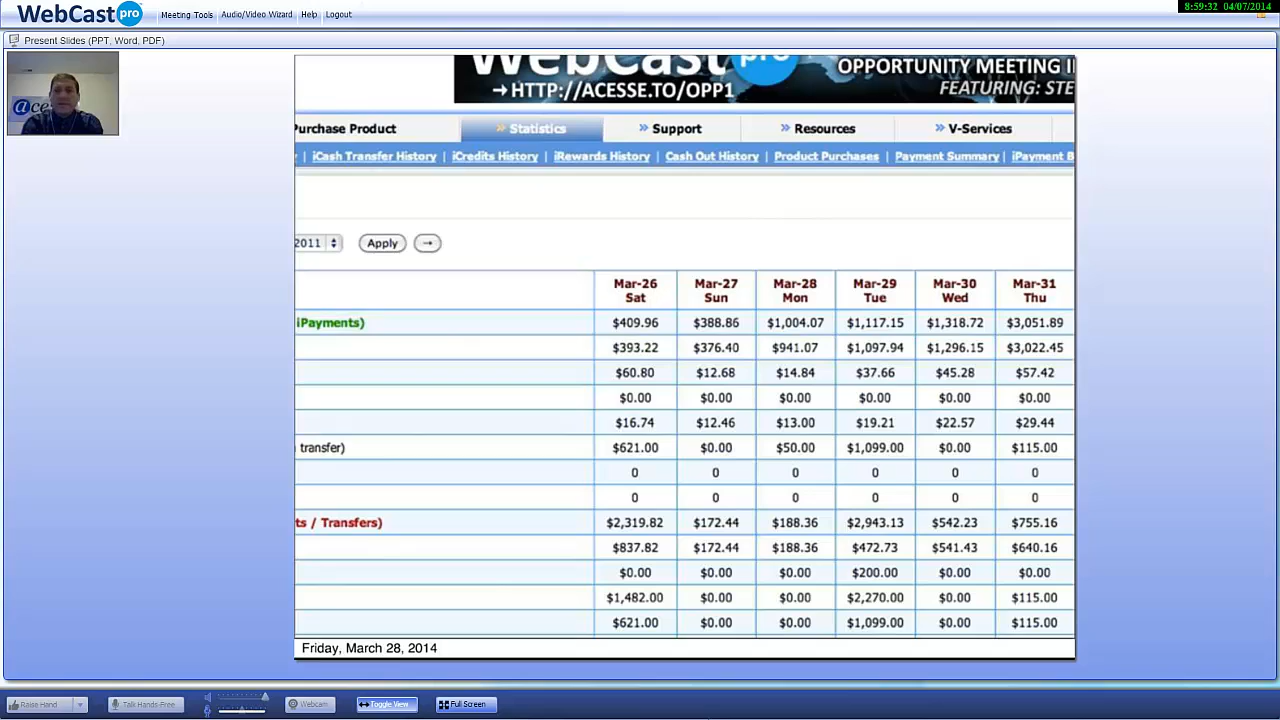 WebCast pro Meeting Tools Audio/Video Wizard Help Logout 8:59:32 04/07/2014
Present Slides (PPT, Word, PDF)
@ace
WebCast pro OPPORTUNITY MEETING
→HTTP://ACESSE.TO/OPP1 FEATURING: STE
Purchase Product Statistics Support Resources V-Services
| iCash Transfer History | iCredits History | iRewards History | Cash Out History | Product Purchases | Payment Summary | iPayment B
2011 Apply →
Mar-26 Mar-27 Mar-28 Mar-29 Mar-30 Mar-31
Sat Sun Mon Tue Wed Thu
iPayments) $409.96 $388.86 $1,004.07 $1,117.15 $1,318.72 $3,051.89
$393.22 $376.40 $941.07 $1,097.94 $1,296.15 $3,022.45
$60.80 $12.68 $14.84 $37.66 $45.28 $57.42
$0.00 $0.00 $0.00 $0.00 $0.00 $0.00
$16.74 $12.46 $13.00 $19.21 $22.57 $29.44
transfer) $621.00 $0.00 $50.00 $1,099.00 $0.00 $115.00
0 0 0 0 0 0
0 0 0 0 0 0
ts / Transfers) $2,319.82 $172.44 $188.36 $2,943.13 $542.23 $755.16
$837.82 $172.44 $188.36 $472.73 $541.43 $640.16
$0.00 $0.00 $0.00 $200.00 $0.00 $0.00
$1,482.00 $0.00 $0.00 $2,270.00 $0.00 $115.00
$621.00 $0.00 $0.00 $1,099.00 $0.00 $115.00
Friday, March 28, 2014
Raise Hand Talk Hands-Free Webcam Toggle View Full Screen